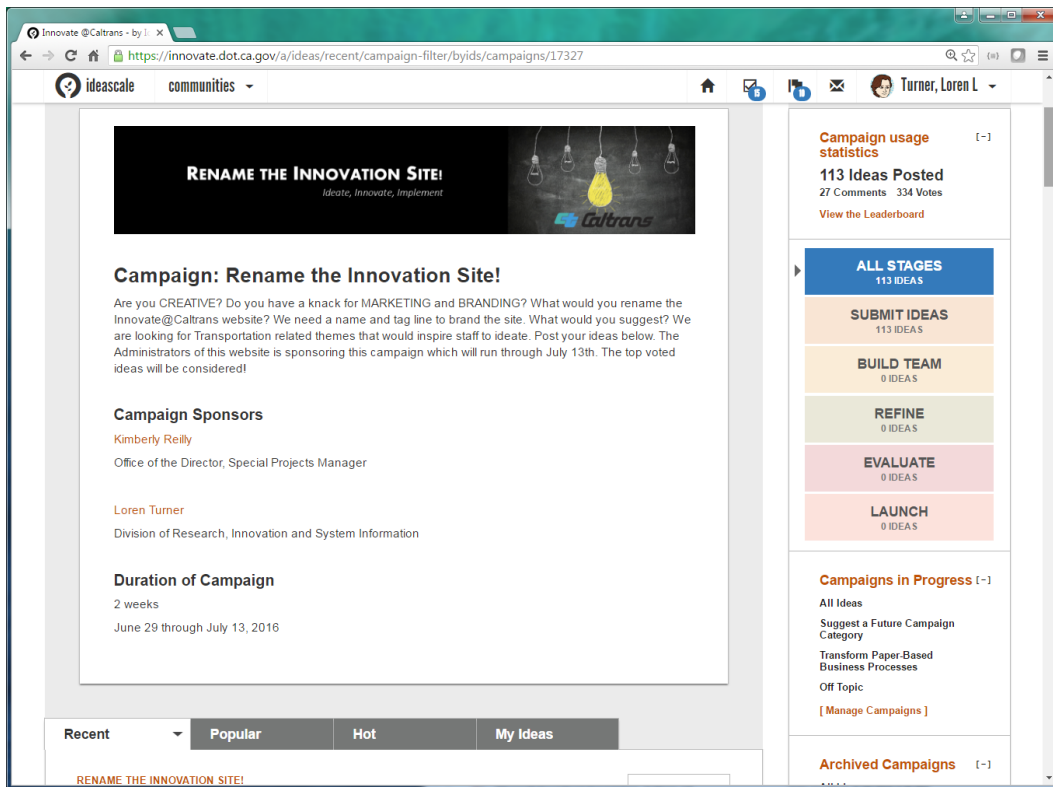 Innovate @Caltrans - by
https://innovate.dot.ca.gov/a/ideas/recent/campaign-filter/byids/campaigns/17327
ideascale communities Turner, Loren L
15
RENAME THE INNOVATION SITE!
Ideate, Innovate, Implement
Caltrans
Campaign: Rename the Innovation Site!
Are you CREATIVE? Do you have a knack for MARKETING and BRANDING? What would you rename the
Innovate@Caltrans website? We need a name and tag line to brand the site. What would you suggest? We
are looking for Transportation related themes that would inspire staff to ideate. Post your ideas below. The
Administrators of this website is sponsoring this campaign which will run through July 13th. The top voted
ideas will be considered!
Campaign Sponsors
Kimberly Reilly
Office of the Director, Special Projects Manager
Loren Turner
Division of Research, Innovation and System Information
Duration of Campaign
2 weeks
June 29 through July 13, 2016
Recent Popular Hot My Ideas
RENAME THE INNOVATION SITE!
Campaign usage [-]
statistics
113 Ideas Posted
27 Comments 334 Votes
View the Leaderboard
ALL STAGES
113 IDEAS
SUBMIT IDEAS
113 IDEAS
BUILD TEAM
0 IDEAS
REFINE
0 IDEAS
EVALUATE
0 IDEAS
LAUNCH
0 IDEAS
Campaigns in Progress [-]
All Ideas
Suggest a Future Campaign
Category
Transform Paper-Based
Business Processes
Off Topic
[ Manage Campaigns ]
Archived Campaigns [-]